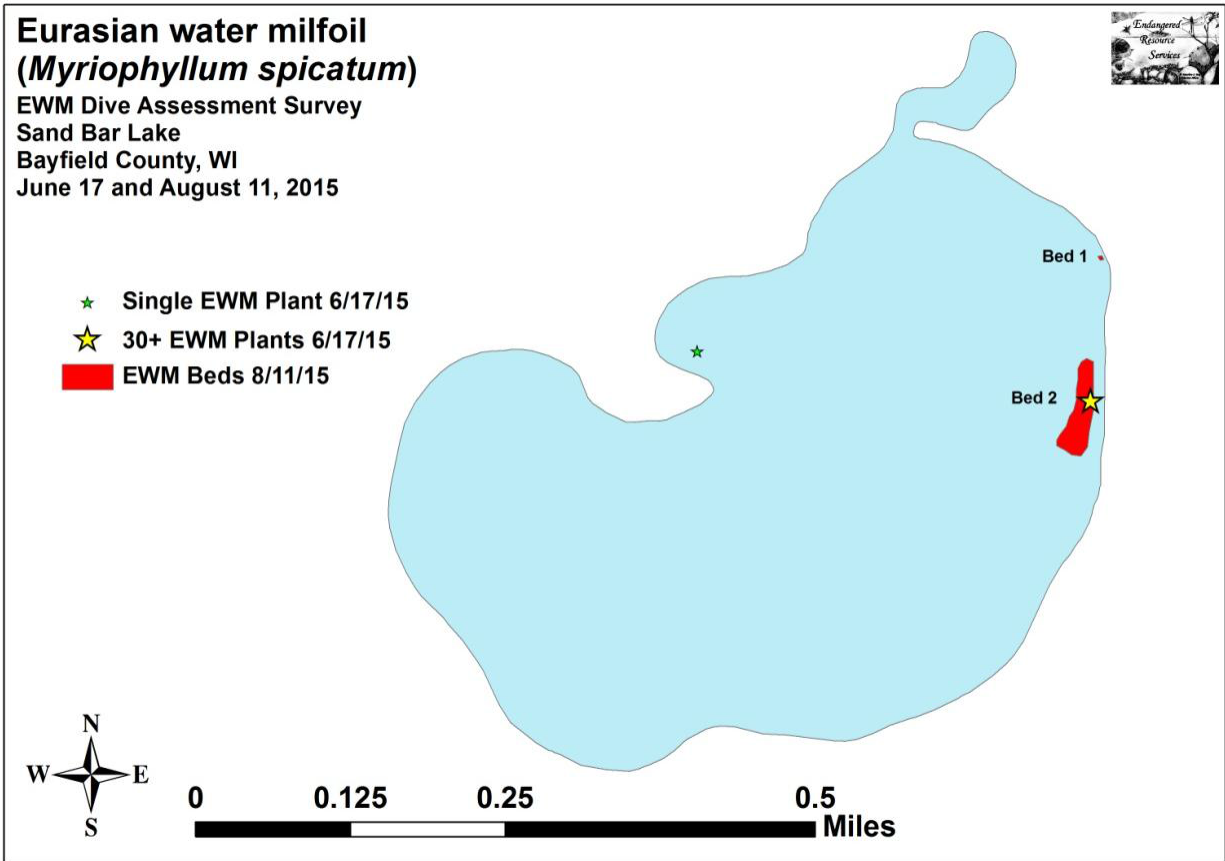 Eurasian water milfoil
(Myriophyllum spicatum)
EWM Dive Assessment Survey
Sand Bar Lake
Bayfield County, WI
June 17 and August 11, 2015
Endangered
Resource
Services
Single EWM Plant 6/17/15
30+ EWM Plants 6/17/15
EWM Beds 8/11/15
Bed 1
Bed 2
N
W E
S
0 0.125 0.25 0.5
Miles